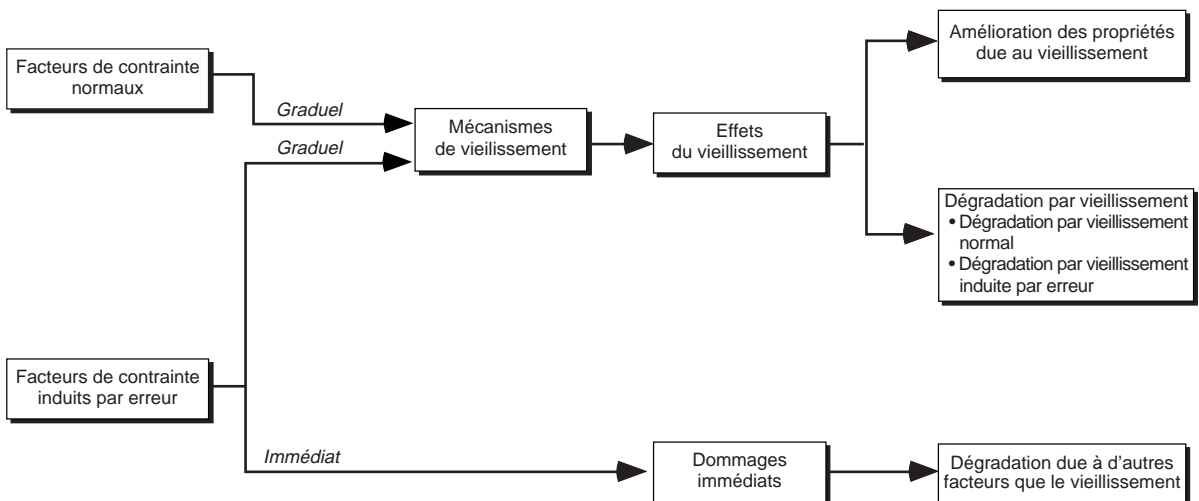 Facteurs de contrainte
normaux
Graduel
Graduel
Mécanismes
de vieilissement
Effets
du vieillissement
Amélioration des propriétés
due au vieillissement
Dégradation par vieillissement
• Dégradation par vieillissement
normal
• Dégradation par vieillissement
induite par erreur
Facteurs de contrainte
induits par erreur
Immédiat
Dommages
immédiats
Dégradation due à d'autres
facteurs que le vieillissement